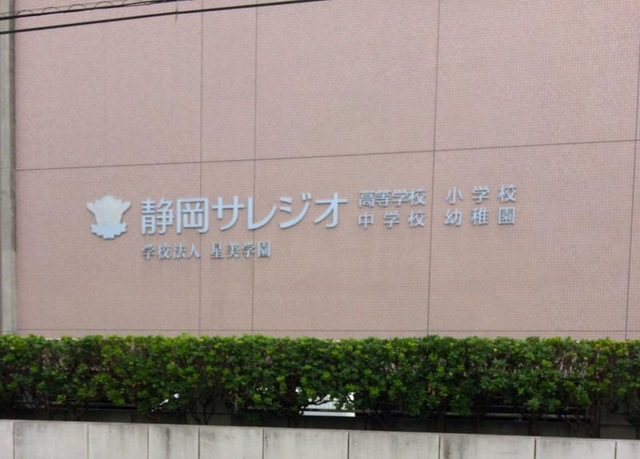 静岡サレジオ
高等学校 小学校
中学校 幼稚園
学校法人 星美学園